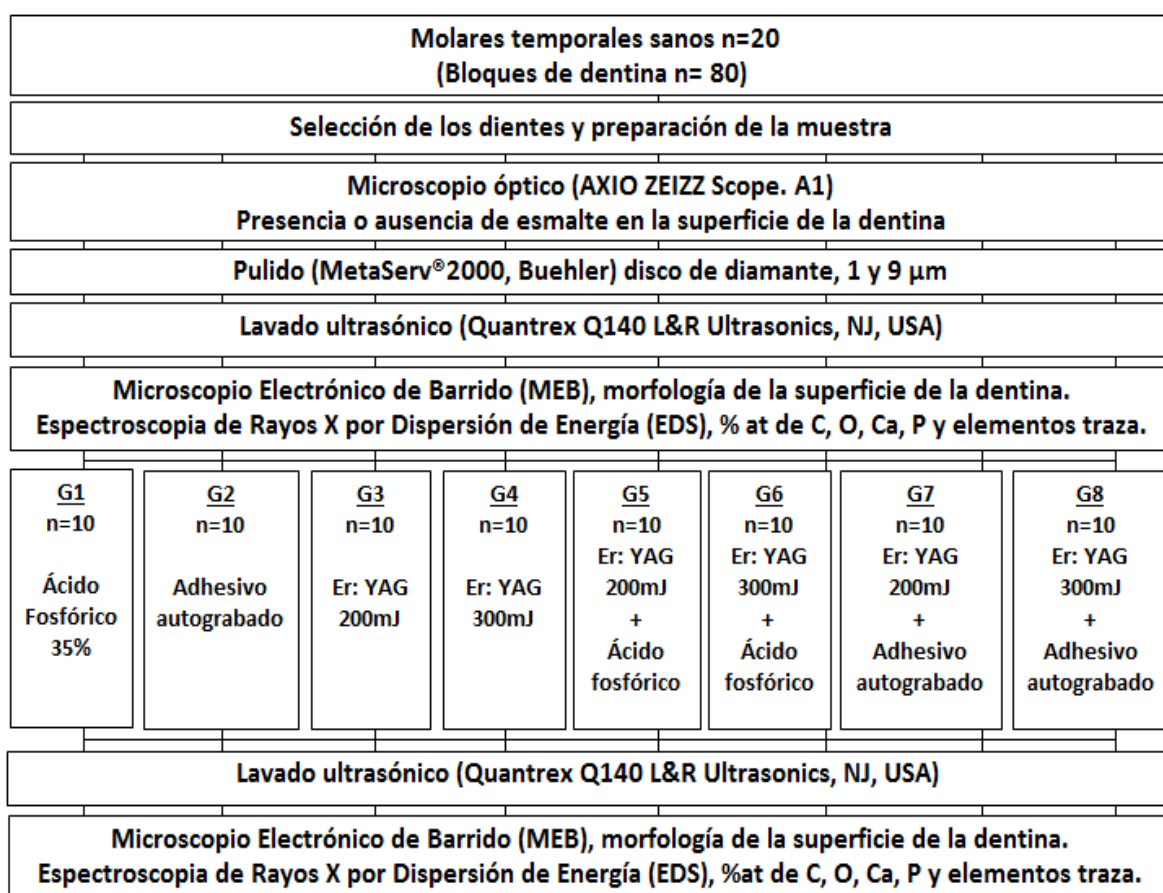 Molares temporales sanos n=20
(Bloques de dentina n= 80)
Selección de los dientes y preparación de la muestra
Microscopio óptico (AXIO ZEIZZ Scope. A1)
Presencia o ausencia de esmalte en la superficie de la dentina
Pulido (MetaServ®2000, Buehler) disco de diamante, 1 y 9 µm
Lavado ultrasónico (Quantrex Q140 L&R Ultrasonics, NJ, USA)
Microscopio Electrónico de Barrido (MEB), morfología de la superficie de la dentina.
Espectroscopia de Rayos X por Dispersión de Energía (EDS), % at de C, O, Ca, P y elementos traza.
G1
n=10
Ácido
Fosfórico
35%
G2
n=10
Adhesivo
autograbado
G3
n=10
Er: YAG
200mJ
G4
n=10
Er: YAG
300mJ
G5
n=10
Er: YAG
200mJ
+
Ácido
fosfórico
G6
n=10
Er: YAG
300mJ
+
Ácido
fosfórico
G7
n=10
Er: YAG
200mJ
+
Adhesivo
autograbado
G8
n=10
Er: YAG
300mJ
+
Adhesivo
autograbado
Lavado ultrasónico (Quantrex Q140 L&R Ultrasonics, NJ, USA)
Microscopio Electrónico de Barrido (MEB), morfología de la superficie de la dentina.
Espectroscopia de Rayos X por Dispersión de Energía (EDS), %at de C, O, Ca, P y elementos traza.